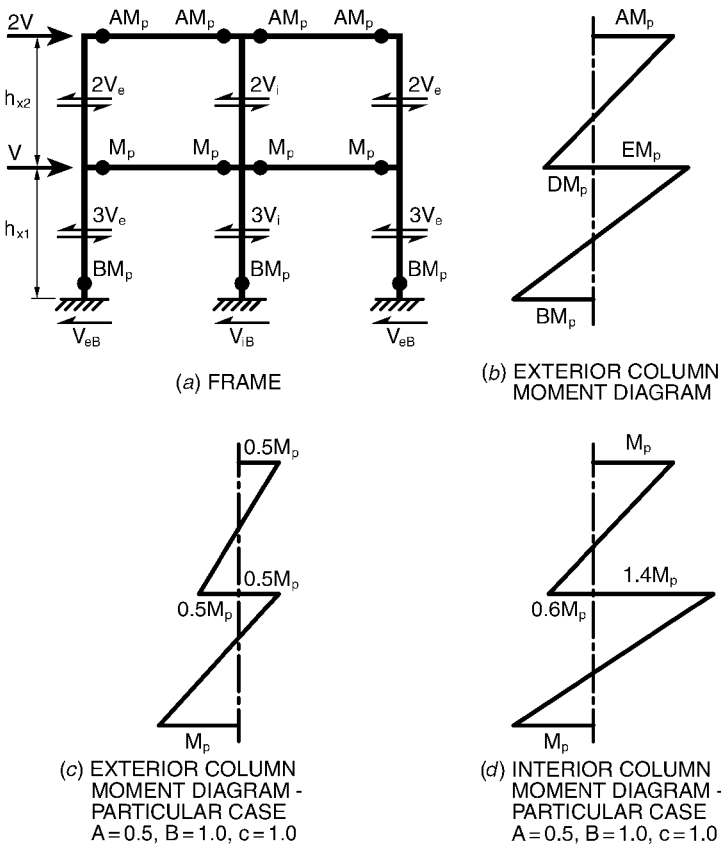 2V
AMₚ AMₚ AMₚ AMₚ
hₓ₂
2Vₑ 2Vᵢ 2Vₑ
V
Mₚ Mₚ Mₚ Mₚ
hₓ₁
3Vₑ 3Vᵢ 3Vₑ
BMₚ BMₚ BMₚ
V_eB V_iB V_eB
(a) FRAME
AMₚ
EMₚ
DMₚ
BMₚ
(b) EXTERIOR COLUMN
MOMENT DIAGRAM
0.5Mₚ
0.5Mₚ
0.5Mₚ
Mₚ
(c) EXTERIOR COLUMN
MOMENT DIAGRAM -
PARTICULAR CASE
A = 0.5, B = 1.0, c = 1.0
Mₚ
1.4Mₚ
0.6Mₚ
Mₚ
(d) INTERIOR COLUMN
MOMENT DIAGRAM -
PARTICULAR CASE
A = 0.5, B = 1.0, c = 1.0